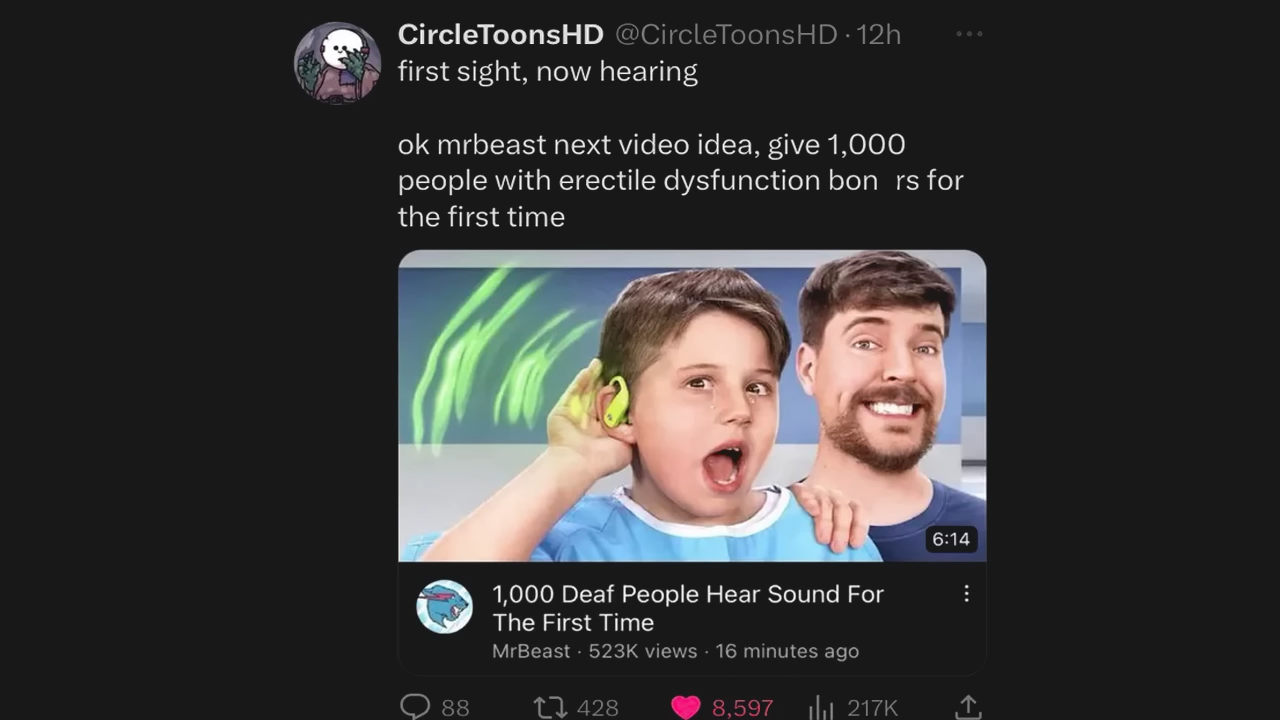 CircleToonsHD @CircleToonsHD · 12h
first sight, now hearing
ok mrbeast next video idea, give 1,000
people with erectile dysfunction bon rs for
the first time
6:14
1,000 Deaf People Hear Sound For
The First Time
MrBeast · 523K views · 16 minutes ago
88 428 8,597 217K